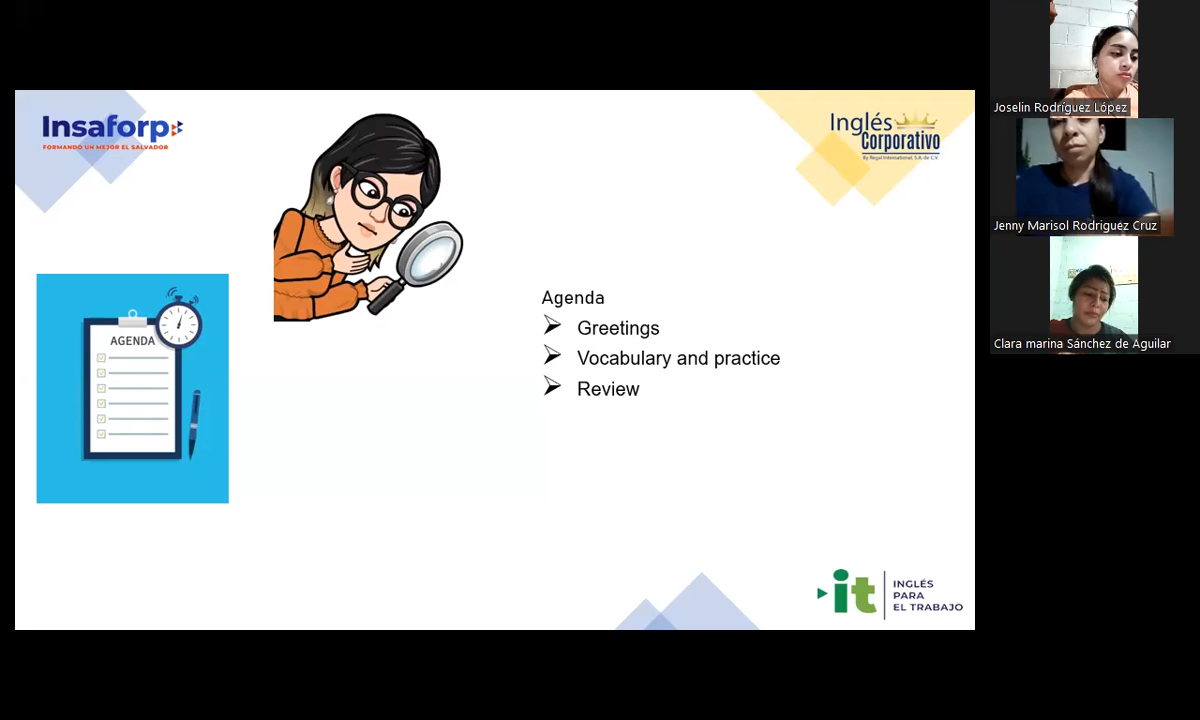 Insaforp
FORMANDO UN MEJOR EL SALVADOR
Inglés
Corporativo
By Regal International, S.A. de C.V.
AGENDA
Agenda
Greetings
Vocabulary and practice
Review
it
INGLÉS
PARA
EL TRABAJO
Joselin Rodríguez López
Jenny Marisol Rodriguez Cruz
Clara marina Sánchez de Aguilar